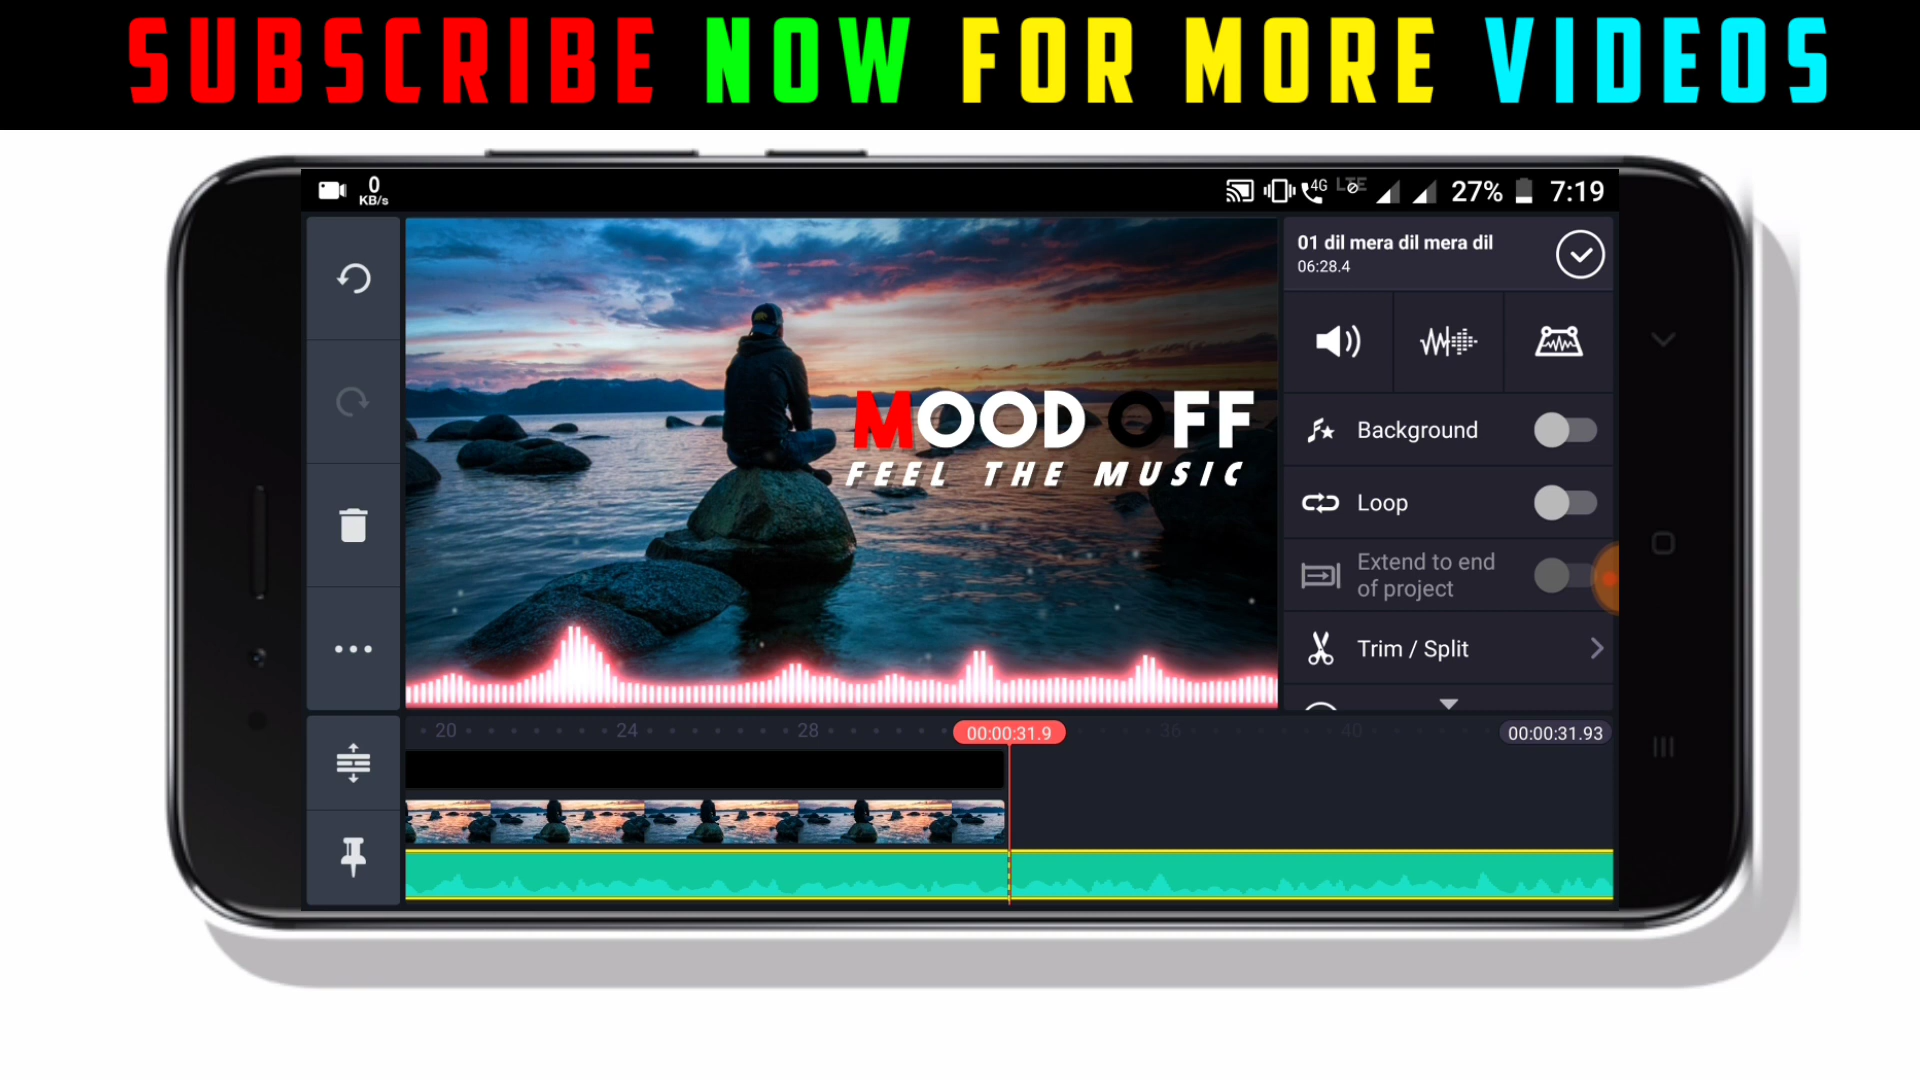 SUBSCRIBE NOW FOR MORE VIDEOS
0
KB/s
4G LTE 27% 7:19
01 dil mera dil mera dil
06:28.4
MOOD OFF
FEEL THE MUSIC
Background
Loop
Extend to end
of project
Trim / Split
20 24 28 00:00:31.9 36 40 00:00:31.93